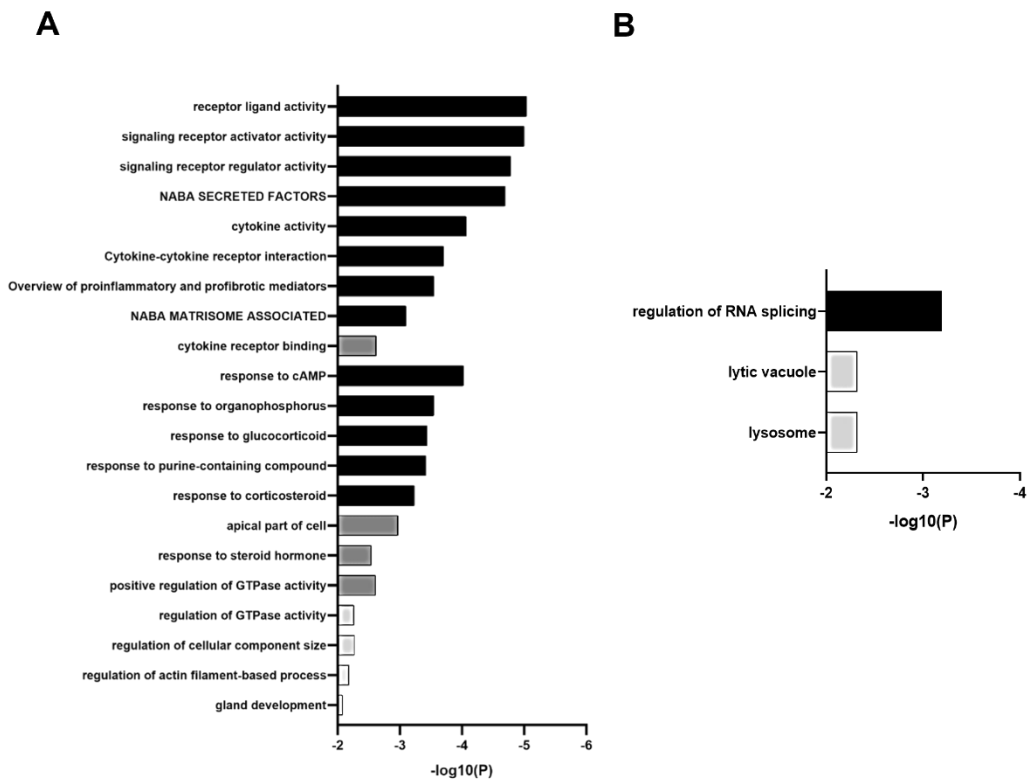 A
receptor ligand activity
signaling receptor activator activity
signaling receptor regulator activity
NABA SECRETED FACTORS
cytokine activity
Cytokine-cytokine receptor interaction
Overview of proinflammatory and profibrotic mediators
NABA MATRISOME ASSOCIATED
cytokine receptor binding
response to cAMP
response to organophosphorus
response to glucocorticoid
response to purine-containing compound
response to corticosteroid
apical part of cell
response to steroid hormone
positive regulation of GTPase activity
regulation of GTPase activity
regulation of cellular component size
regulation of actin filament-based process
gland development
-2 -3 -4 -5 -6
-log10(P)
B
regulation of RNA splicing
lytic vacuole
lysosome
-2 -3 -4
-log10(P)